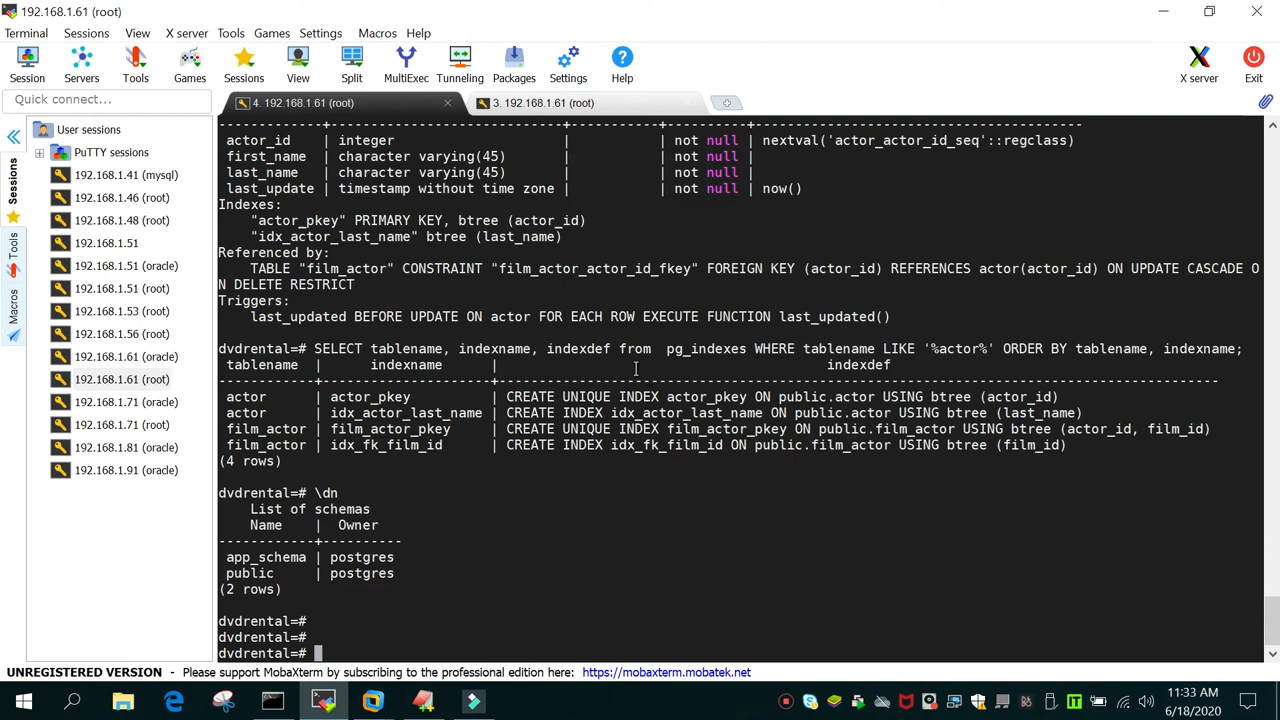 192.168.1.61 (root)
Terminal Sessions View X server Tools Games Settings Macros Help
Session Servers Tools Games Sessions View Split MultiExec Tunneling Packages Settings Help X server Exit
Quick connect...
4. 192.168.1.61 (root)
3. 192.168.1.61 (root)
Sessions
Tools
Macros
User sessions
PuTTY sessions
192.168.1.41 (mysql)
192.168.1.46 (root)
192.168.1.48 (root)
192.168.1.51
192.168.1.51 (oracle)
192.168.1.51 (root)
192.168.1.53 (root)
192.168.1.56 (root)
192.168.1.61 (oracle)
192.168.1.61 (root)
192.168.1.71 (oracle)
192.168.1.71 (root)
192.168.1.81 (oracle)
192.168.1.91 (oracle)
------------+-----------------------------+-----------+----------+-----------------------------------------
actor_id | integer | | not null | nextval('actor_actor_id_seq'::regclass)
first_name | character varying(45) | | not null |
last_name | character varying(45) | | not null |
last_update | timestamp without time zone | | not null | now()
Indexes:
"actor_pkey" PRIMARY KEY, btree (actor_id)
"idx_actor_last_name" btree (last_name)
Referenced by:
TABLE "film_actor" CONSTRAINT "film_actor_actor_id_fkey" FOREIGN KEY (actor_id) REFERENCES actor(actor_id) ON UPDATE CASCADE O
N DELETE RESTRICT
Triggers:
last_updated BEFORE UPDATE ON actor FOR EACH ROW EXECUTE FUNCTION last_updated()
dvdrental=# SELECT tablename, indexname, indexdef from pg_indexes WHERE tablename LIKE '%actor%' ORDER BY tablename, indexname;
tablename | indexname | indexdef
------------+---------------------+------------------------------------------------------------------------------------------
actor | actor_pkey | CREATE UNIQUE INDEX actor_pkey ON public.actor USING btree (actor_id)
actor | idx_actor_last_name | CREATE INDEX idx_actor_last_name ON public.actor USING btree (last_name)
film_actor | film_actor_pkey | CREATE UNIQUE INDEX film_actor_pkey ON public.film_actor USING btree (actor_id, film_id)
film_actor | idx_fk_film_id | CREATE INDEX idx_fk_film_id ON public.film_actor USING btree (film_id)
(4 rows)
dvdrental=# \dn
List of schemas
Name | Owner
------------+----------
app_schema | postgres
public | postgres
(2 rows)
dvdrental=#
dvdrental=#
dvdrental=#
UNREGISTERED VERSION - Please support MobaXterm by subscribing to the professional edition here: https://mobaxterm.mobatek.net
11:33 AM
6/18/2020